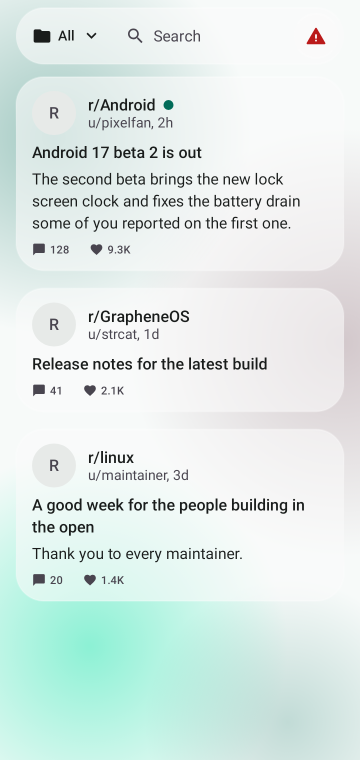 All
Search
R
r/Android
u/pixelfan, 2h
Android 17 beta 2 is out
The second beta brings the new lock
screen clock and fixes the battery drain
some of you reported on the first one.
128 9.3K
R
r/GrapheneOS
u/strcat, 1d
Release notes for the latest build
41 2.1K
R
r/linux
u/maintainer, 3d
A good week for the people building in
the open
Thank you to every maintainer.
20 1.4K